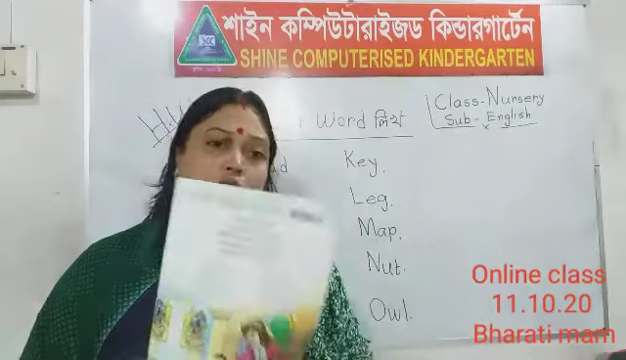 শাইন কম্পিউটারাইজড কিন্ডারগার্টেন
SHINE COMPUTERISED KINDERGARTEN
Class-Nursery
Sub- English
Word লিখ
Key.
Leg.
Map.
Nut.
Owl.
Online class
11.10.20
Bharati mam